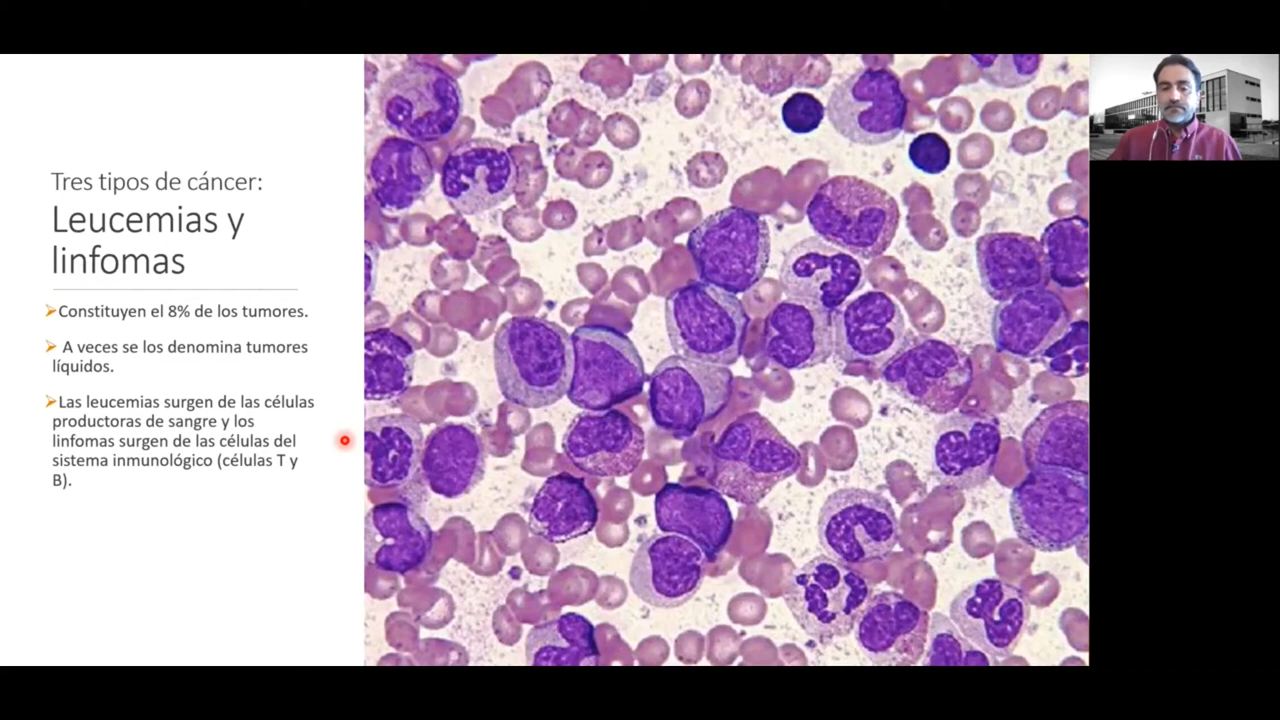 Tres tipos de cáncer:
Leucemias y
linfomas
Constituyen el 8% de los tumores.
A veces se los denomina tumores
líquidos.
Las leucemias surgen de las células
productoras de sangre y los
linfomas surgen de las células del
sistema inmunológico (células T y
B).